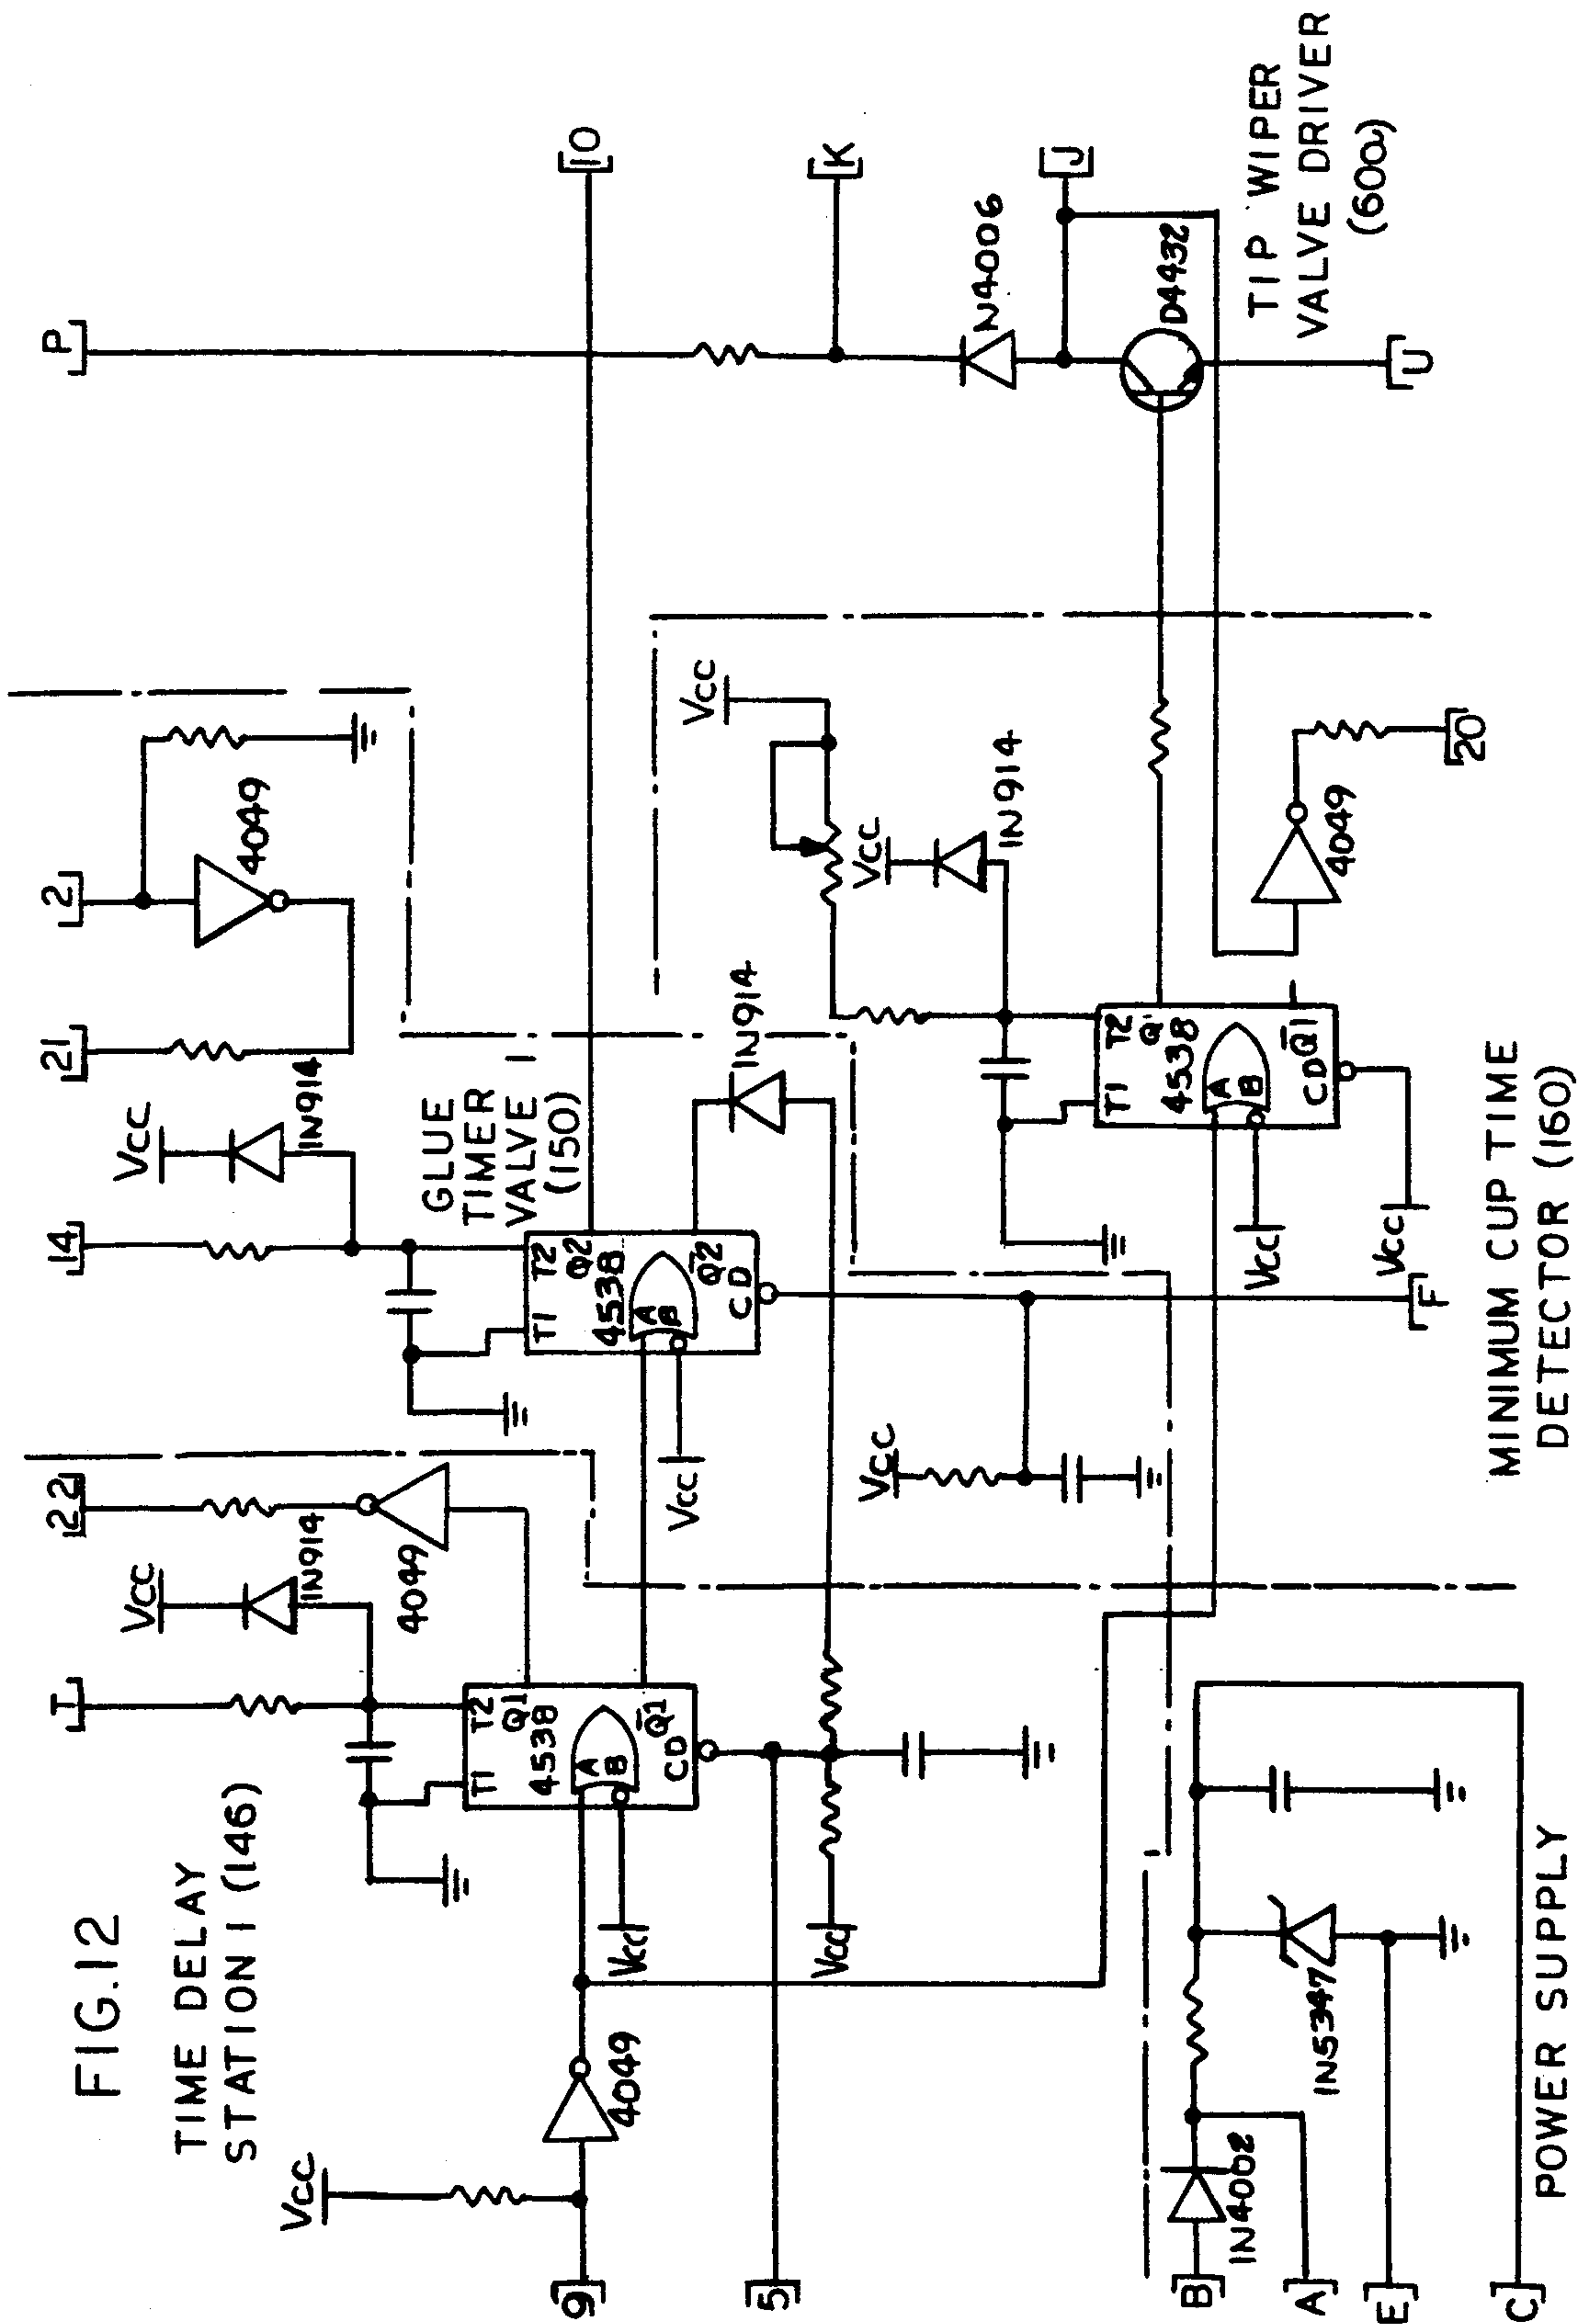 FIG.12
TIME DELAY
STATION 1 (146)
T
22
14
21
2
P
VCC
1N914
4049
VCC
1N914
4049
VCC
9
4049
T1 T2
Q1
4538
A
B
Q1
CD
VCC
5
VCC
GLUE
TIMER 1
VALVE
(150)
T1 T2
Q2
4538
A
B
Q2
CD
VCC
1N914
VCC
F
10
K
N4006
J
D4432
U
TIP WIPER
VALVE DRIVER
(600a)
VCC
VCC
1N914
T1 T2
Q
4538
A
B
Q1
CD
VCC
VCC
4049
20
MINIMUM CUP TIME
DETECTOR (160)
B
1N4002
A
1N5347
E
C
POWER SUPPLY